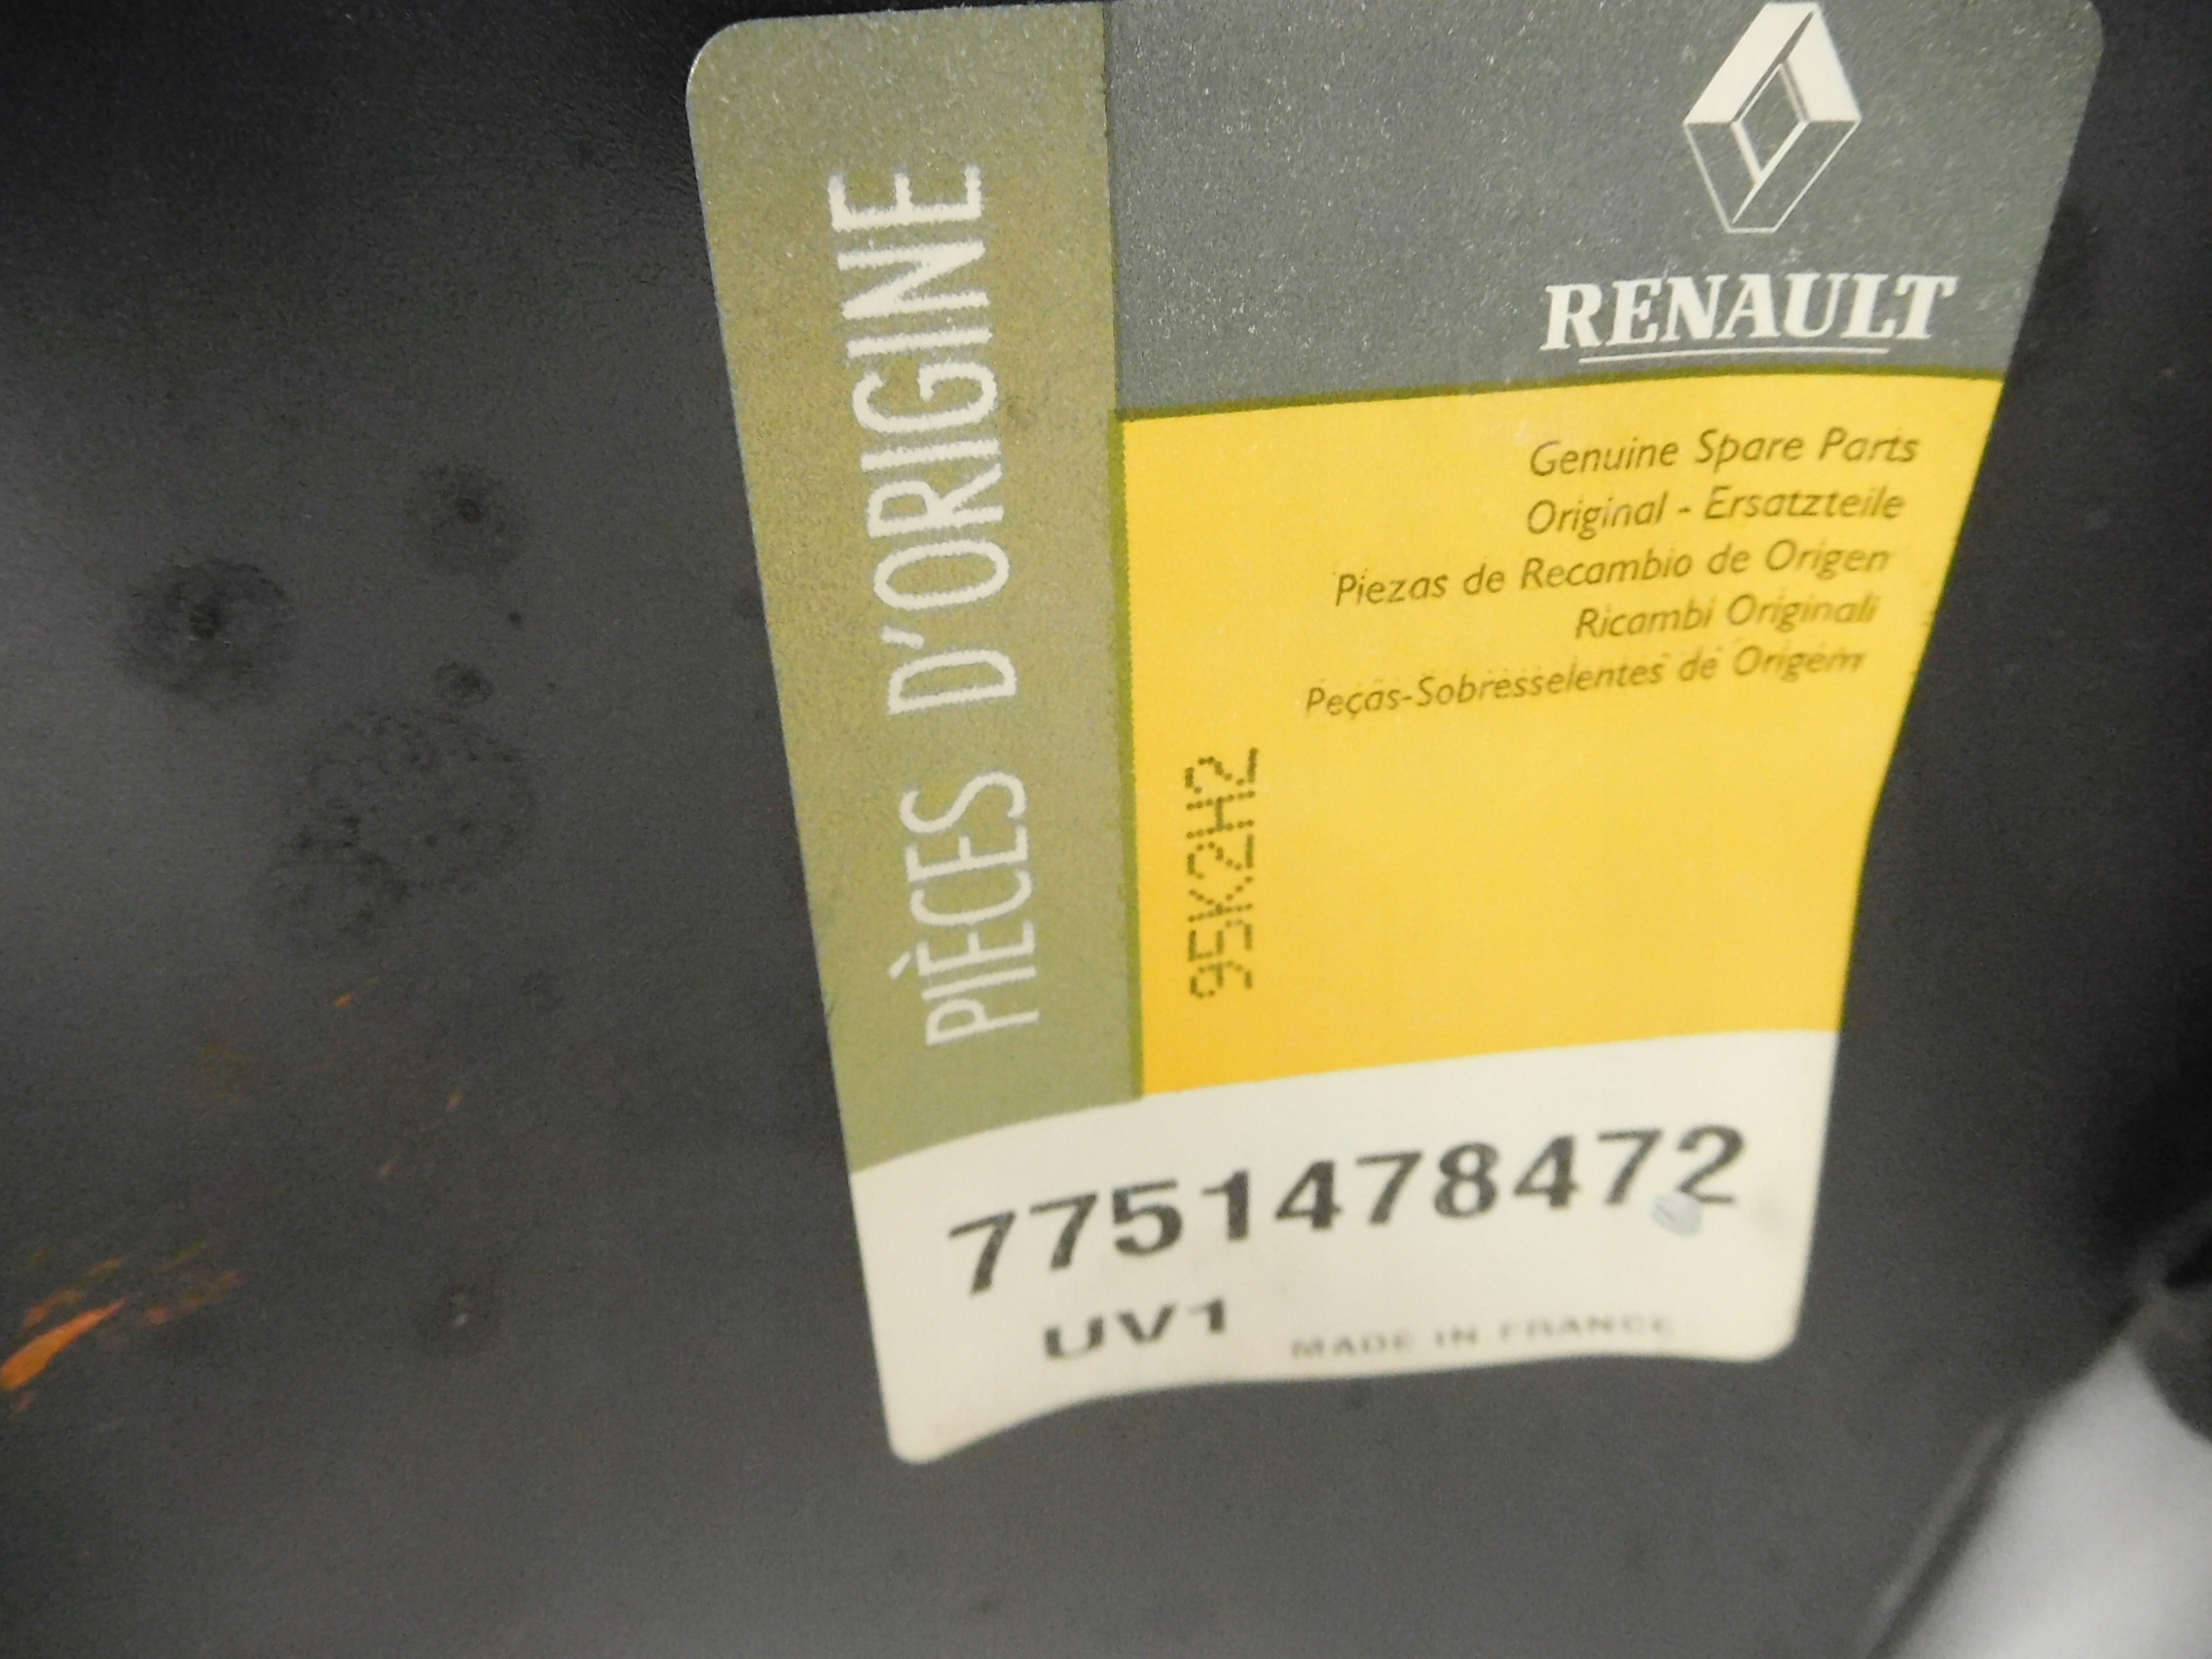 PIÈCES D'ORIGINE
RENAULT
Genuine Spare Parts
Original - Ersatzteile
Piezas de Recambio de Origen
Ricambi Originali
Peças-Sobresselentes de Origem
95K2H2
7751478472
UV1 MADE IN FRANCE